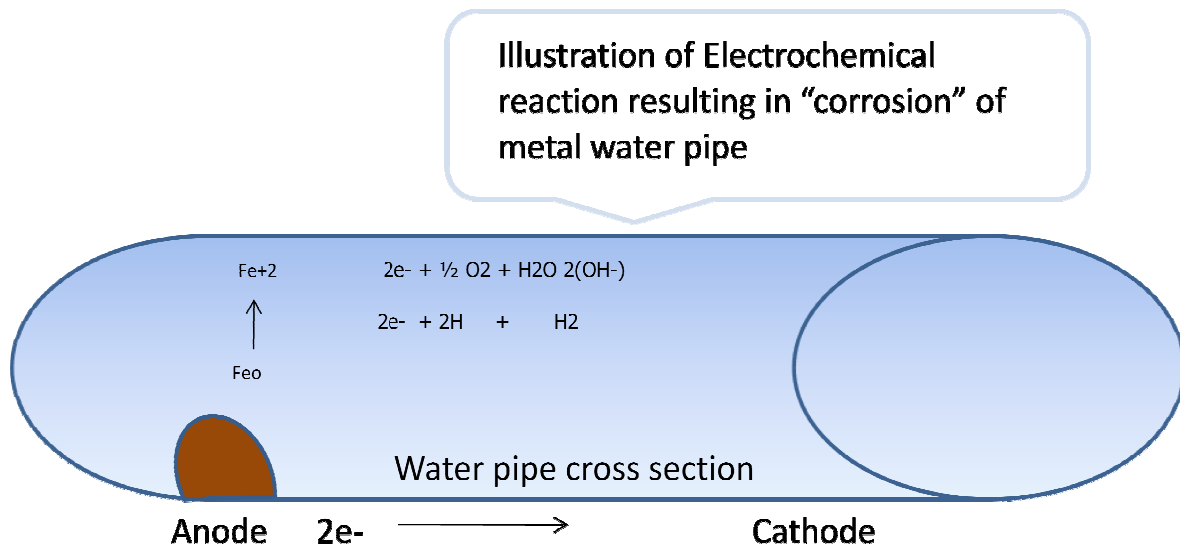 Illustration of Electrochemical
reaction resulting in “corrosion” of
metal water pipe
Fe+2 2e- + ½ O2 + H2O 2(OH-)
2e- + 2H + H2
Feo
Water pipe cross section
Anode 2e- Cathode